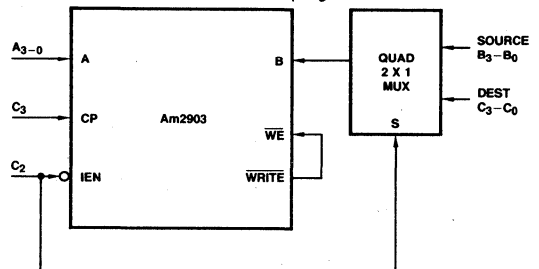 A3-0
A
B
C3
CP
Am2903
WE
C2
IEN
WRITE
QUAD
2 X 1
MUX
S
SOURCE
B3-B0
DEST
C3-C0